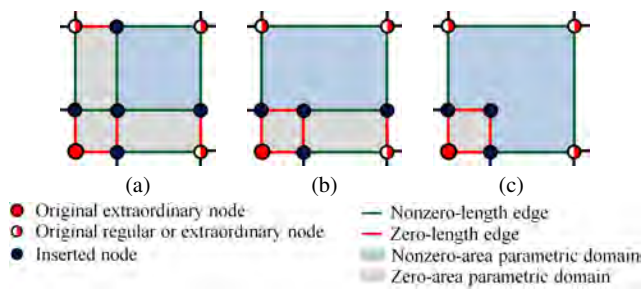 (a) (b) (c)
Original extraordinary node
Original regular or extraordinary node
Inserted node
Nonzero-length edge
Zero-length edge
Nonzero-area parametric domain
Zero-area parametric domain